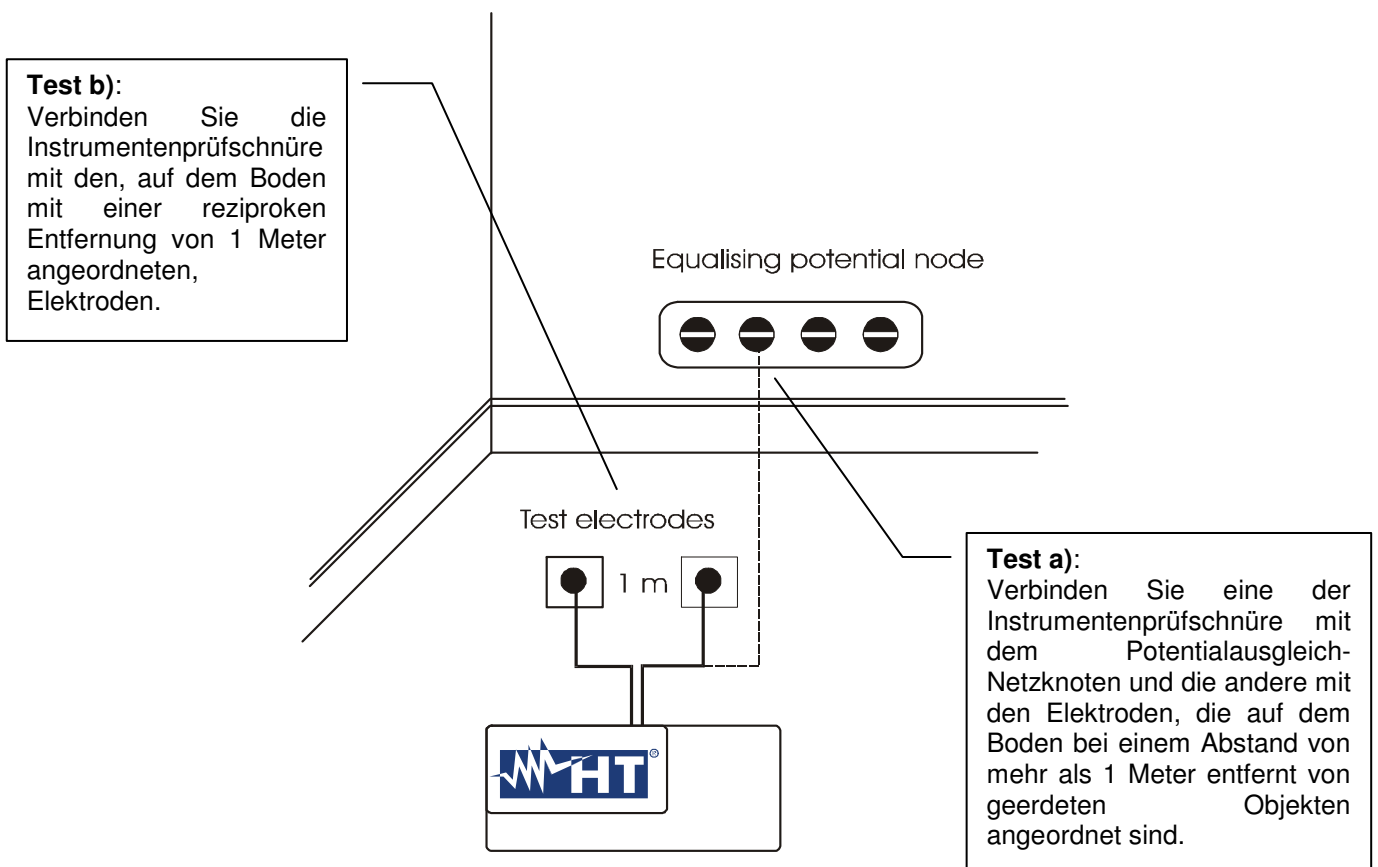 Test b):
Verbinden Sie die
Instrumentenprüfschnüre
mit den, auf dem Boden
mit einer reziproken
Entfernung von 1 Meter
angeordneten,
Elektroden.
Equalising potential node
Test electrodes
1 m
Test a):
Verbinden Sie eine der
Instrumentenprüfschnüre mit
dem Potentialausgleich-
Netzknoten und die andere mit
den Elektroden, die auf dem
Boden bei einem Abstand von
mehr als 1 Meter entfernt von
geerdeten Objekten
angeordnet sind.
HT®